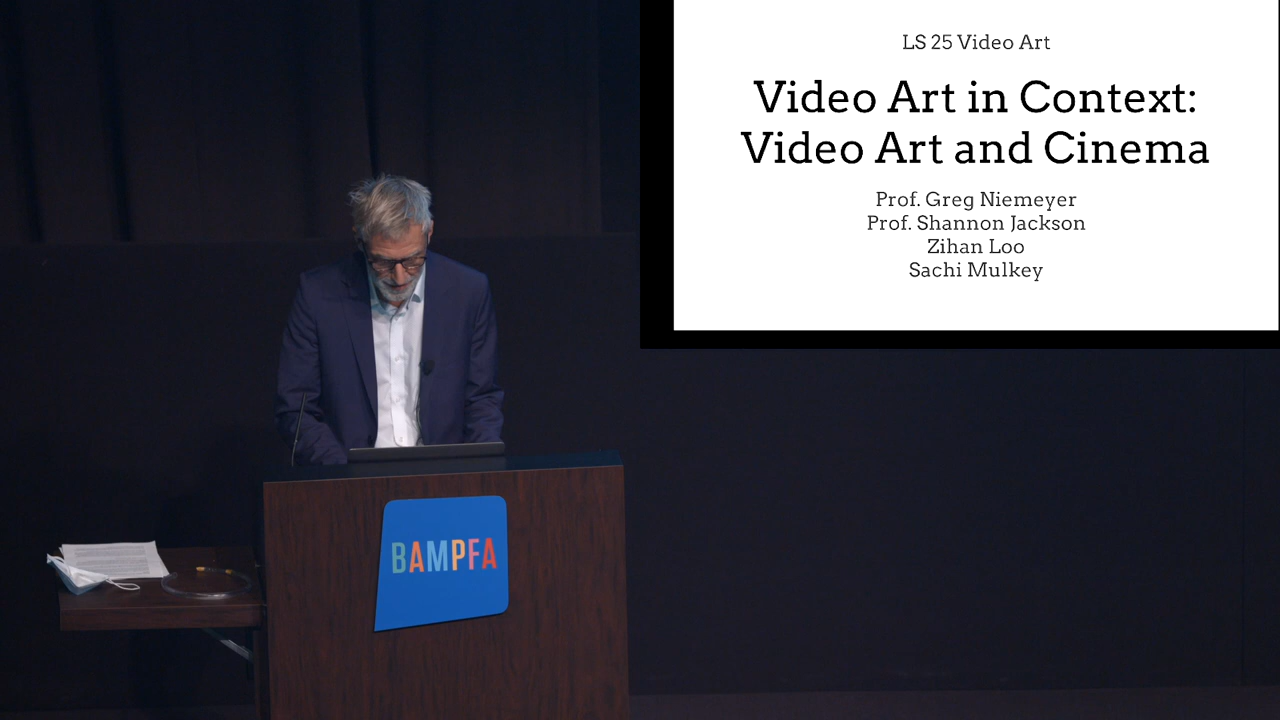 LS 25 Video Art
Video Art in Context:
Video Art and Cinema
Prof. Greg Niemeyer
Prof. Shannon Jackson
Zihan Loo
Sachi Mulkey
BAMPFA